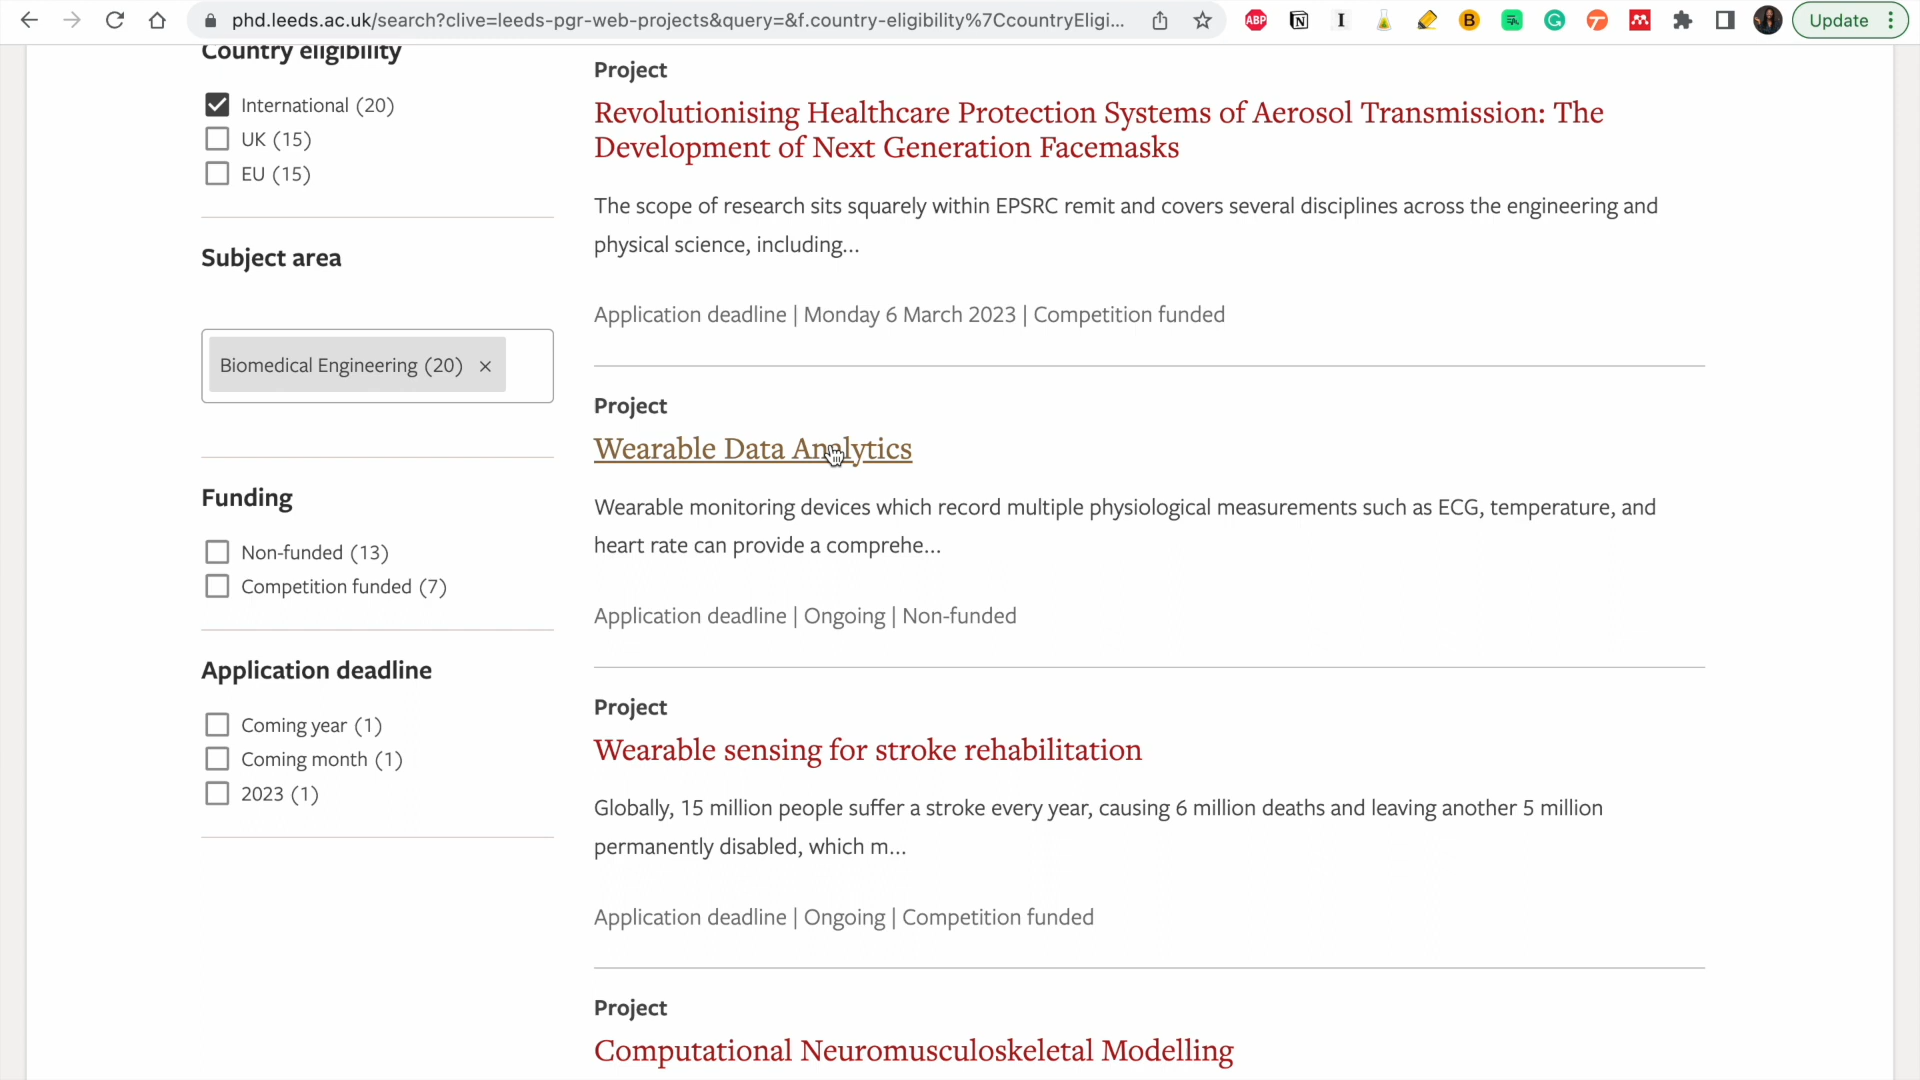 phd.leeds.ac.uk/search?clive=leeds-pgr-web-projects&query=&f.country-eligibility%7CcountryEligi...
ABP
Update
Country eligibility
International (20)
UK (15)
EU (15)
Subject area
Biomedical Engineering (20) ×
Funding
Non-funded (13)
Competition funded (7)
Application deadline
Coming year (1)
Coming month (1)
2023 (1)
Project
Revolutionising Healthcare Protection Systems of Aerosol Transmission: The
Development of Next Generation Facemasks
The scope of research sits squarely within EPSRC remit and covers several disciplines across the engineering and
physical science, including...
Application deadline | Monday 6 March 2023 | Competition funded
Project
Wearable Data Analytics
Wearable monitoring devices which record multiple physiological measurements such as ECG, temperature, and
heart rate can provide a comprehe...
Application deadline | Ongoing | Non-funded
Project
Wearable sensing for stroke rehabilitation
Globally, 15 million people suffer a stroke every year, causing 6 million deaths and leaving another 5 million
permanently disabled, which m...
Application deadline | Ongoing | Competition funded
Project
Computational Neuromusculoskeletal Modelling